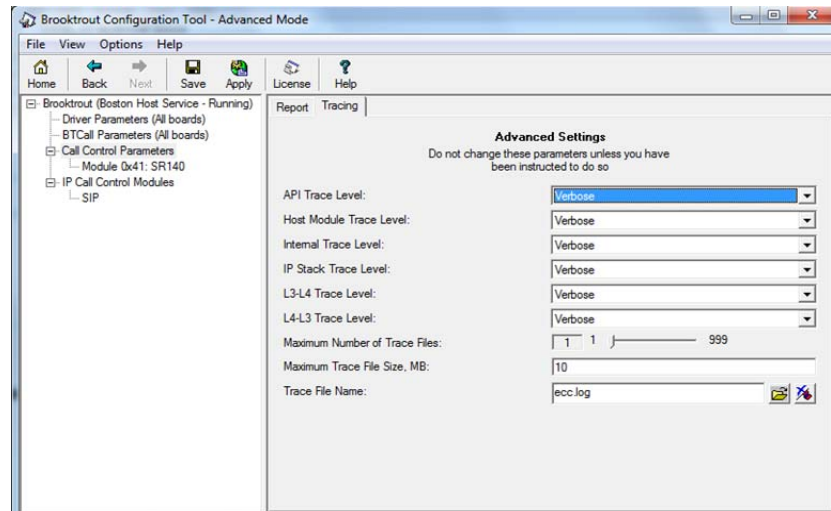 Brooktrout Configuration Tool - Advanced Mode
File View Options Help
Home Back Next Save Apply License Help
Brooktrout (Boston Host Service - Running)
Driver Parameters (All boards)
BTCall Parameters (All boards)
Call Control Parameters
Module 0x41: SR140
IP Call Control Modules
SIP
Report Tracing
Advanced Settings
Do not change these parameters unless you have
been instructed to do so
API Trace Level: Verbose
Host Module Trace Level: Verbose
Internal Trace Level: Verbose
IP Stack Trace Level: Verbose
L3-L4 Trace Level: Verbose
L4-L3 Trace Level: Verbose
Maximum Number of Trace Files: 1 1 999
Maximum Trace File Size, MB: 10
Trace File Name: ecc.log